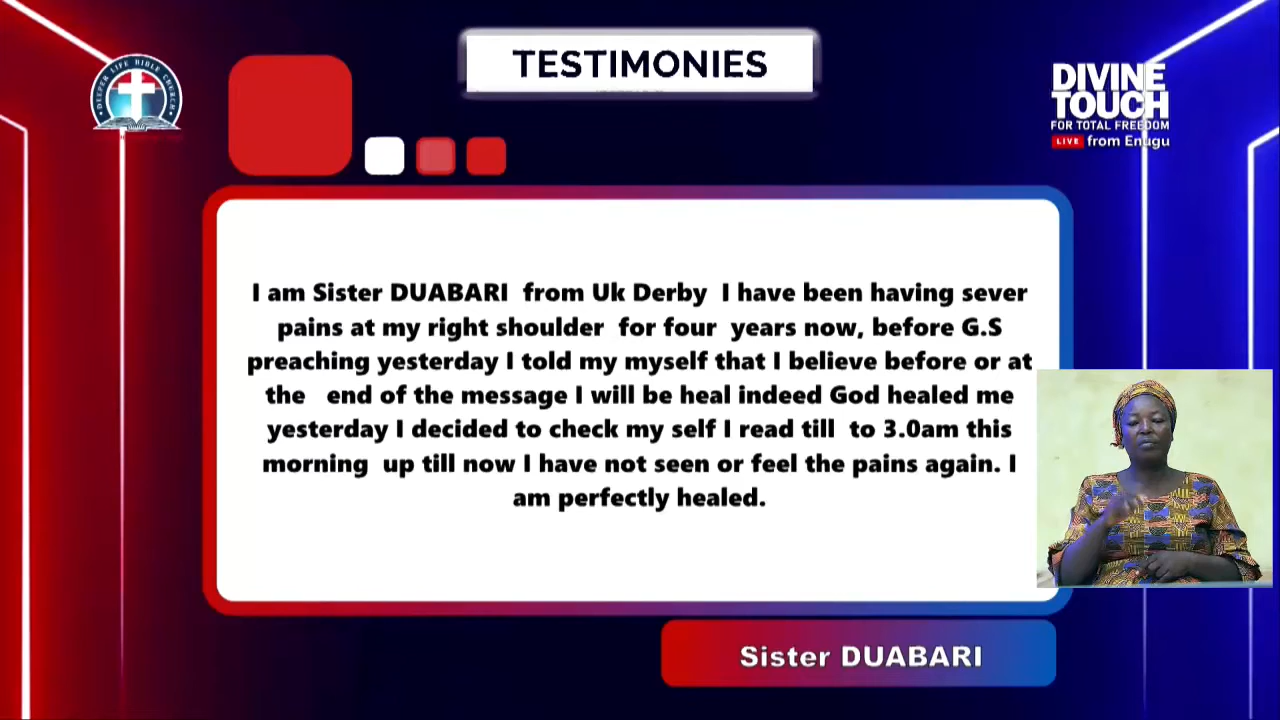 TESTIMONIES
DEEPER LIFE BIBLE CHURCH
DIVINE
TOUCH
FOR TOTAL FREEDOM
LIVE from Enugu
I am Sister DUABARI from Uk Derby I have been having sever
pains at my right shoulder for four years now, before G.S
preaching yesterday I told my myself that I believe before or at
the end of the message I will be heal indeed God healed me
yesterday I decided to check my self I read till to 3.0am this
morning up till now I have not seen or feel the pains again. I
am perfectly healed.
Sister DUABARI